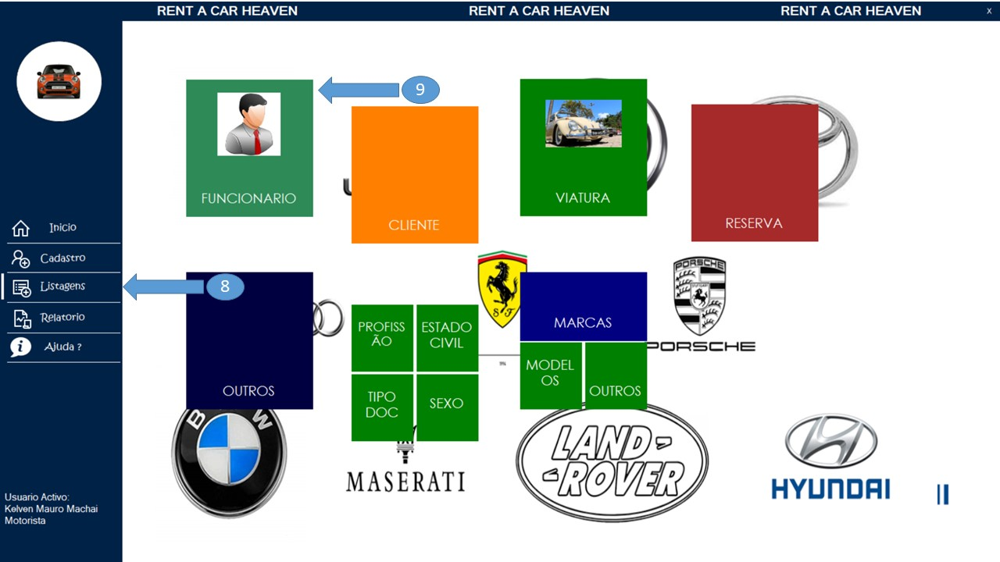 RENT A CAR HEAVEN
RENT A CAR HEAVEN
RENT A CAR HEAVEN
x
Inicio
Cadastro
Listagens
Relatorio
Ajuda ?
Usuario Activo:
Kelven Mauro Machai
Motorista
9
8
FUNCIONARIO
CLIENTE
VIATURA
RESERVA
OUTROS
PROFISS
ÃO
ESTADO
CIVIL
TIPO
DOC
SEXO
MARCAS
MODEL
OS
OUTROS
S F
PORSCHE
PORSCHE
B W
MASERATI
LAND-
-ROVER
HYUNDAI